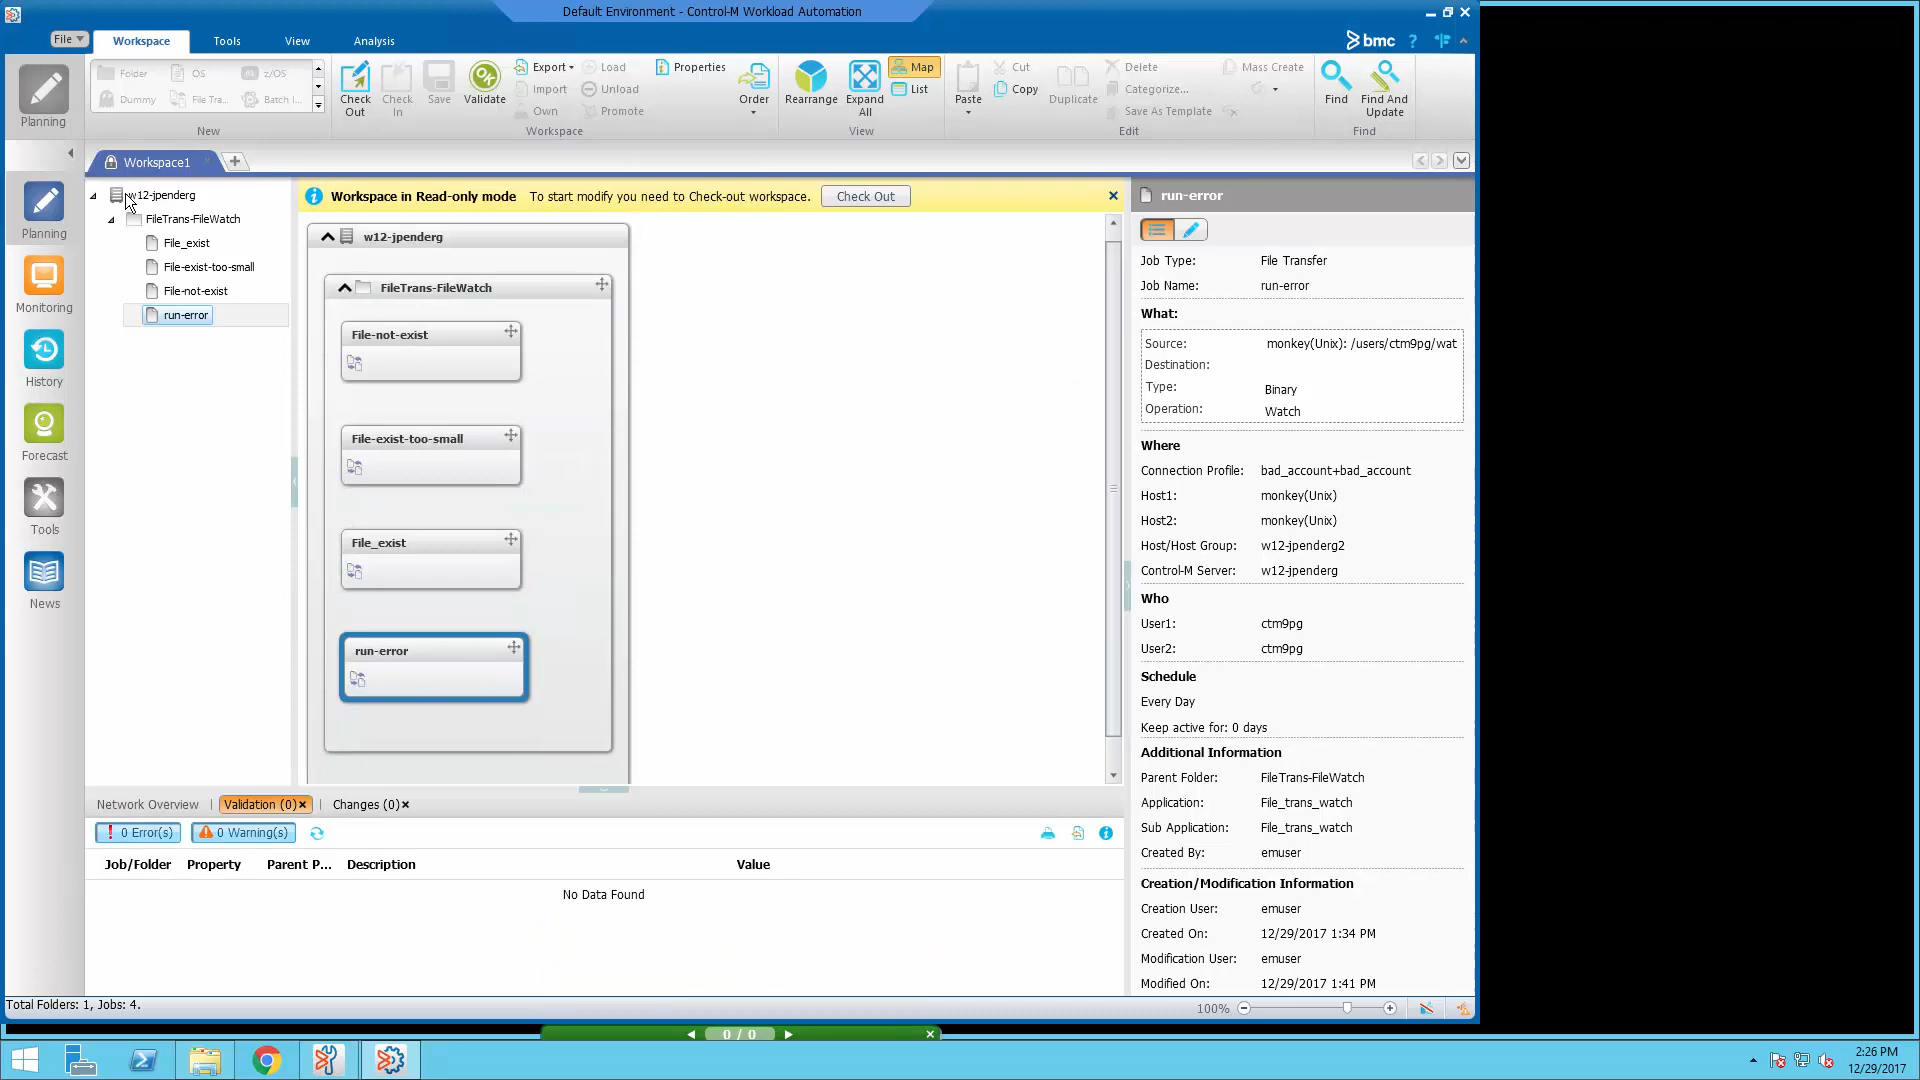 Default Environment - Control-M Workload Automation
File
Workspace
Tools
View
Analysis
bmc
?
Planning
Folder
OS
z/OS
Dummy
File Tra...
Batch I...
New
Check Out
Check In
Save
Validate
Export
Import
Own
Load
Unload
Promote
Properties
Order
Workspace
Rearrange
Expand All
Map
List
View
Paste
Cut
Copy
Duplicate
Delete
Categorize...
Save As Template
Mass Create
Edit
Find
Find And Update
Find
Workspace1
Planning
Monitoring
History
Forecast
Tools
News
w12-jpenderg
FileTrans-FileWatch
File_exist
File-exist-too-small
File-not-exist
run-error
Workspace in Read-only mode To start modify you need to Check-out workspace. Check Out
w12-jpenderg
FileTrans-FileWatch
File-not-exist
File-exist-too-small
File_exist
run-error
run-error
Job Type: File Transfer
Job Name: run-error
What:
Source: monkey(Unix): /users/ctm9pg/wat
Destination:
Type: Binary
Operation: Watch
Where
Connection Profile: bad_account+bad_account
Host1: monkey(Unix)
Host2: monkey(Unix)
Host/Host Group: w12-jpenderg2
Control-M Server: w12-jpenderg
Who
User1: ctm9pg
User2: ctm9pg
Schedule
Every Day
Keep active for: 0 days
Additional Information
Parent Folder: FileTrans-FileWatch
Application: File_trans_watch
Sub Application: File_trans_watch
Created By: emuser
Creation/Modification Information
Creation User: emuser
Created On: 12/29/2017 1:34 PM
Modification User: emuser
Modified On: 12/29/2017 1:41 PM
Network Overview
Validation (0)
Changes (0)
0 Error(s)
0 Warning(s)
Job/Folder Property Parent P... Description Value
No Data Found
Total Folders: 1, Jobs: 4.
100%
0 / 0
2:26 PM
12/29/2017